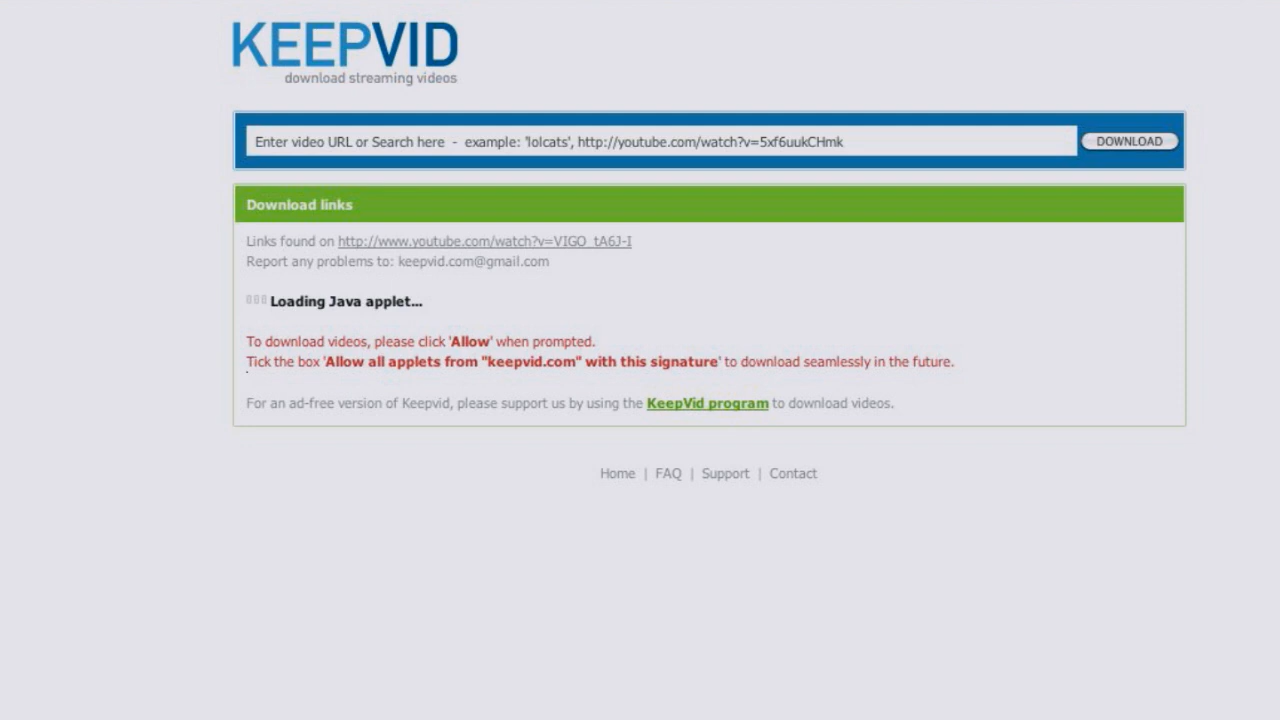 KEEPVID
download streaming videos
Enter video URL or Search here - example: 'lolcats', http://youtube.com/watch?v=5xf6uukCHmk
DOWNLOAD
Download links
Links found on http://www.youtube.com/watch?v=VIGO_tA6J-I
Report any problems to: keepvid.com@gmail.com
Loading Java applet...
To download videos, please click 'Allow' when prompted.
Tick the box 'Allow all applets from "keepvid.com" with this signature' to download seamlessly in the future.
For an ad-free version of Keepvid, please support us by using the KeepVid program to download videos.
Home | FAQ | Support | Contact